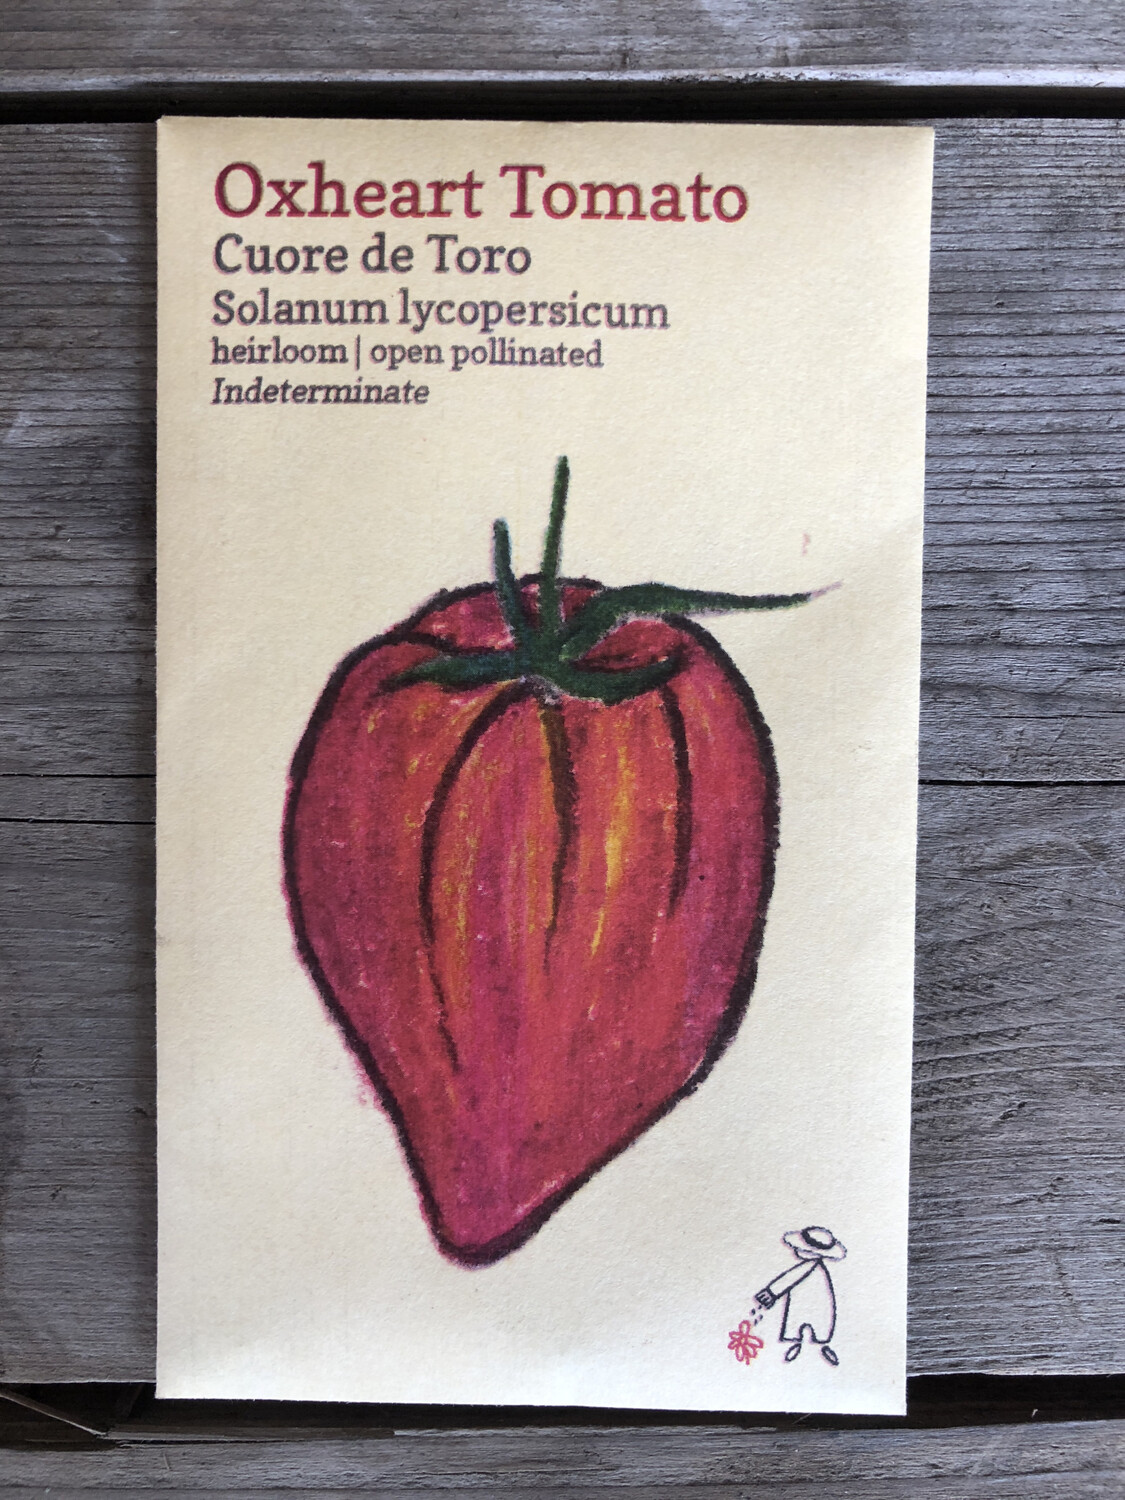 Oxheart Tomato
Cuore de Toro
Solanum lycopersicum
heirloom | open pollinated
Indeterminate